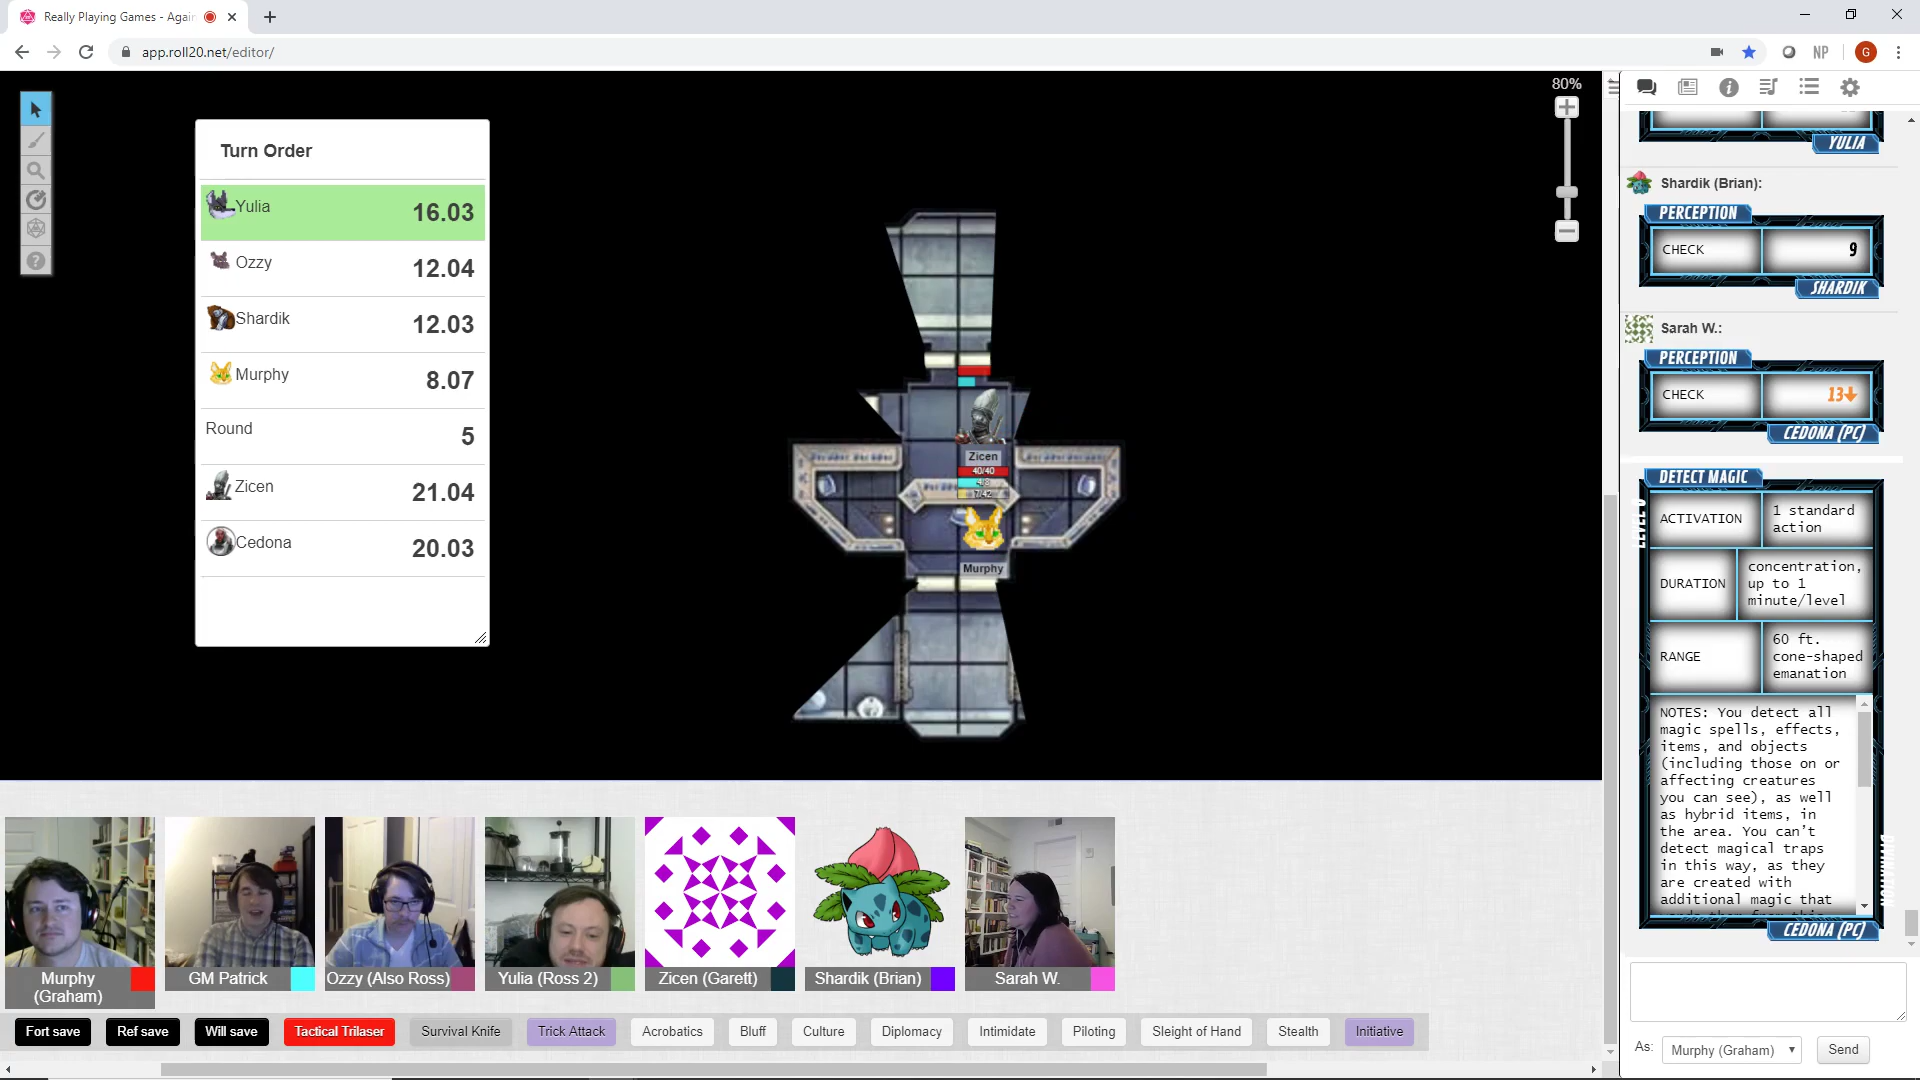 Really Playing Games - Again
app.roll20.net/editor/
NP
G
80%
Turn Order
Yulia 16.03
Ozzy 12.04
Shardik 12.03
Murphy 8.07
Round 5
Zicen 21.04
Cedona 20.03
Zicen
40/40
4/8
Murphy
YULIA
Shardik (Brian):
PERCEPTION
CHECK 9
SHARDIK
Sarah W.:
PERCEPTION
CHECK 13
CEDONA (PC)
DETECT MAGIC
LEVEL 0
ACTIVATION
1 standard
action
DURATION
concentration,
up to 1
minute/level
RANGE
60 ft.
cone-shaped
emanation
NOTES: You detect all
magic spells, effects,
items, and objects
(including those on or
affecting creatures
you can see), as well
as hybrid items, in
the area. You can’t
detect magical traps
in this way, as they
are created with
additional magic that
DIVINATION
CEDONA (PC)
Murphy
(Graham)
GM Patrick
Ozzy (Also Ross)
Yulia (Ross 2)
Zicen (Garett)
Shardik (Brian)
Sarah W.
Fort save Ref save Will save Tactical Trilaser Survival Knife Trick Attack Acrobatics Bluff Culture Diplomacy Intimidate Piloting Sleight of Hand Stealth Initiative
As: Murphy (Graham) Send